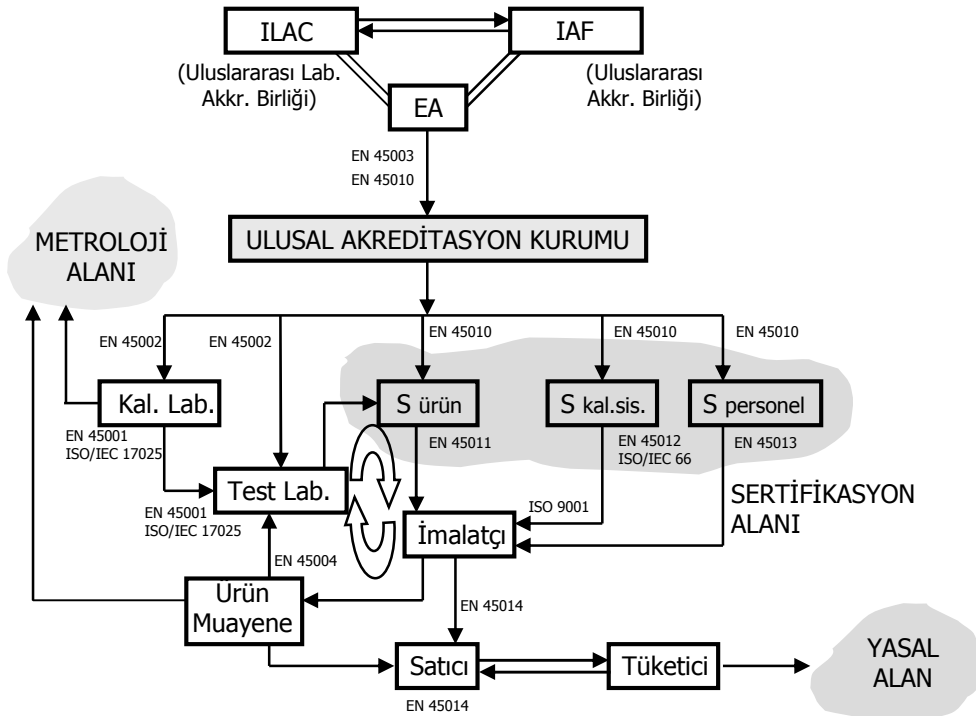 ILAC
IAF
(Uluslararası Lab.
Akkr. Birliği)
(Uluslararası
Akkr. Birliği)
EA
EN 45003
EN 45010
ULUSAL AKREDİTASYON KURUMU
METROLOJİ
ALANI
EN 45002
EN 45002
EN 45010
EN 45010
EN 45010
Kal. Lab.
S ürün
S kal.sis.
S personel
EN 45001
ISO/IEC 17025
EN 45011
EN 45012
ISO/IEC 66
EN 45013
Test Lab.
EN 45001
ISO/IEC 17025
SERTİFİKASYON
ALANI
ISO 9001
İmalatçı
EN 45004
Ürün
Muayene
EN 45014
Satıcı
Tüketici
YASAL
ALAN
EN 45014